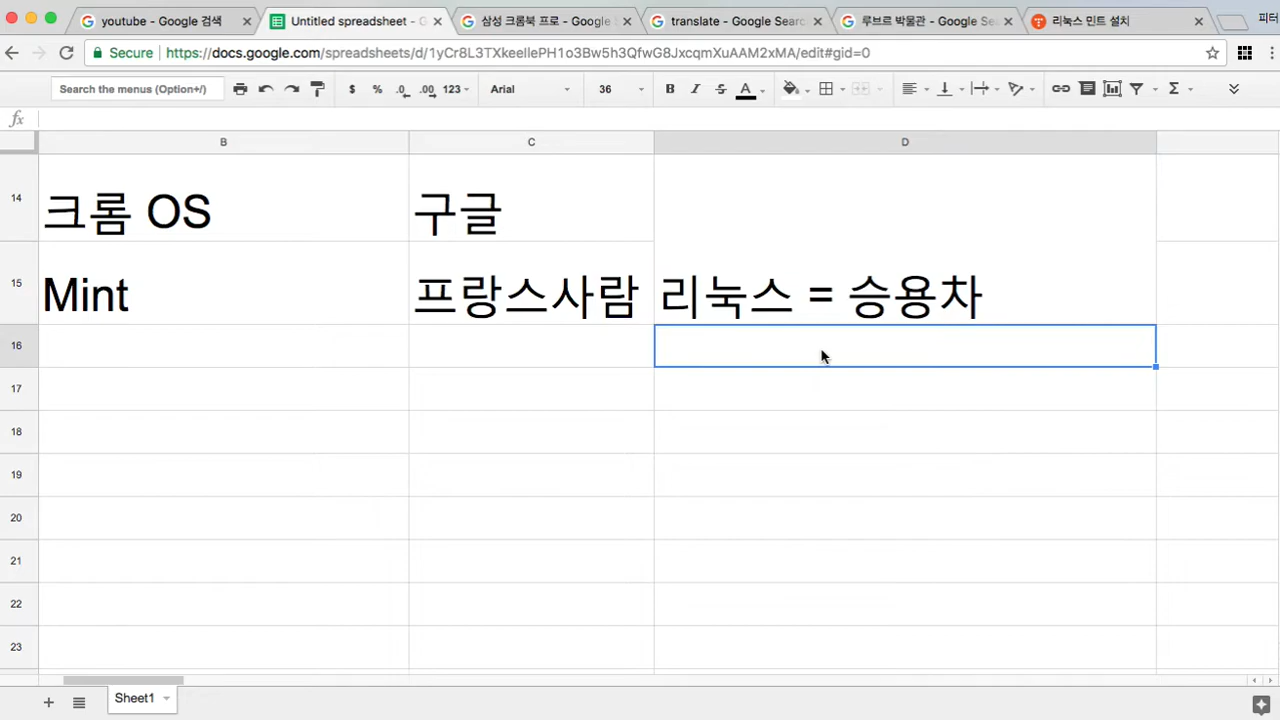 youtube - Google 검색
Untitled spreadsheet - G
삼성 크롬북 프로 - Google
translate - Google Searc
루브르 박물관 - Google Se
리눅스 민트 설치
피터
Secure https://docs.google.com/spreadsheets/d/1yCr8L3TXkeelIePH1o3Bw5h3QfwG8JxcqmXuAAM2xMA/edit#gid=0
Search the menus (Option+/)
$ % .0 .00 123 Arial 36 B I S A Σ
fx
B C D
14 크롬 OS 구글
15 Mint 프랑스사람 리눅스 = 승용차
16
17
18
19
20
21
22
23
+ Sheet1